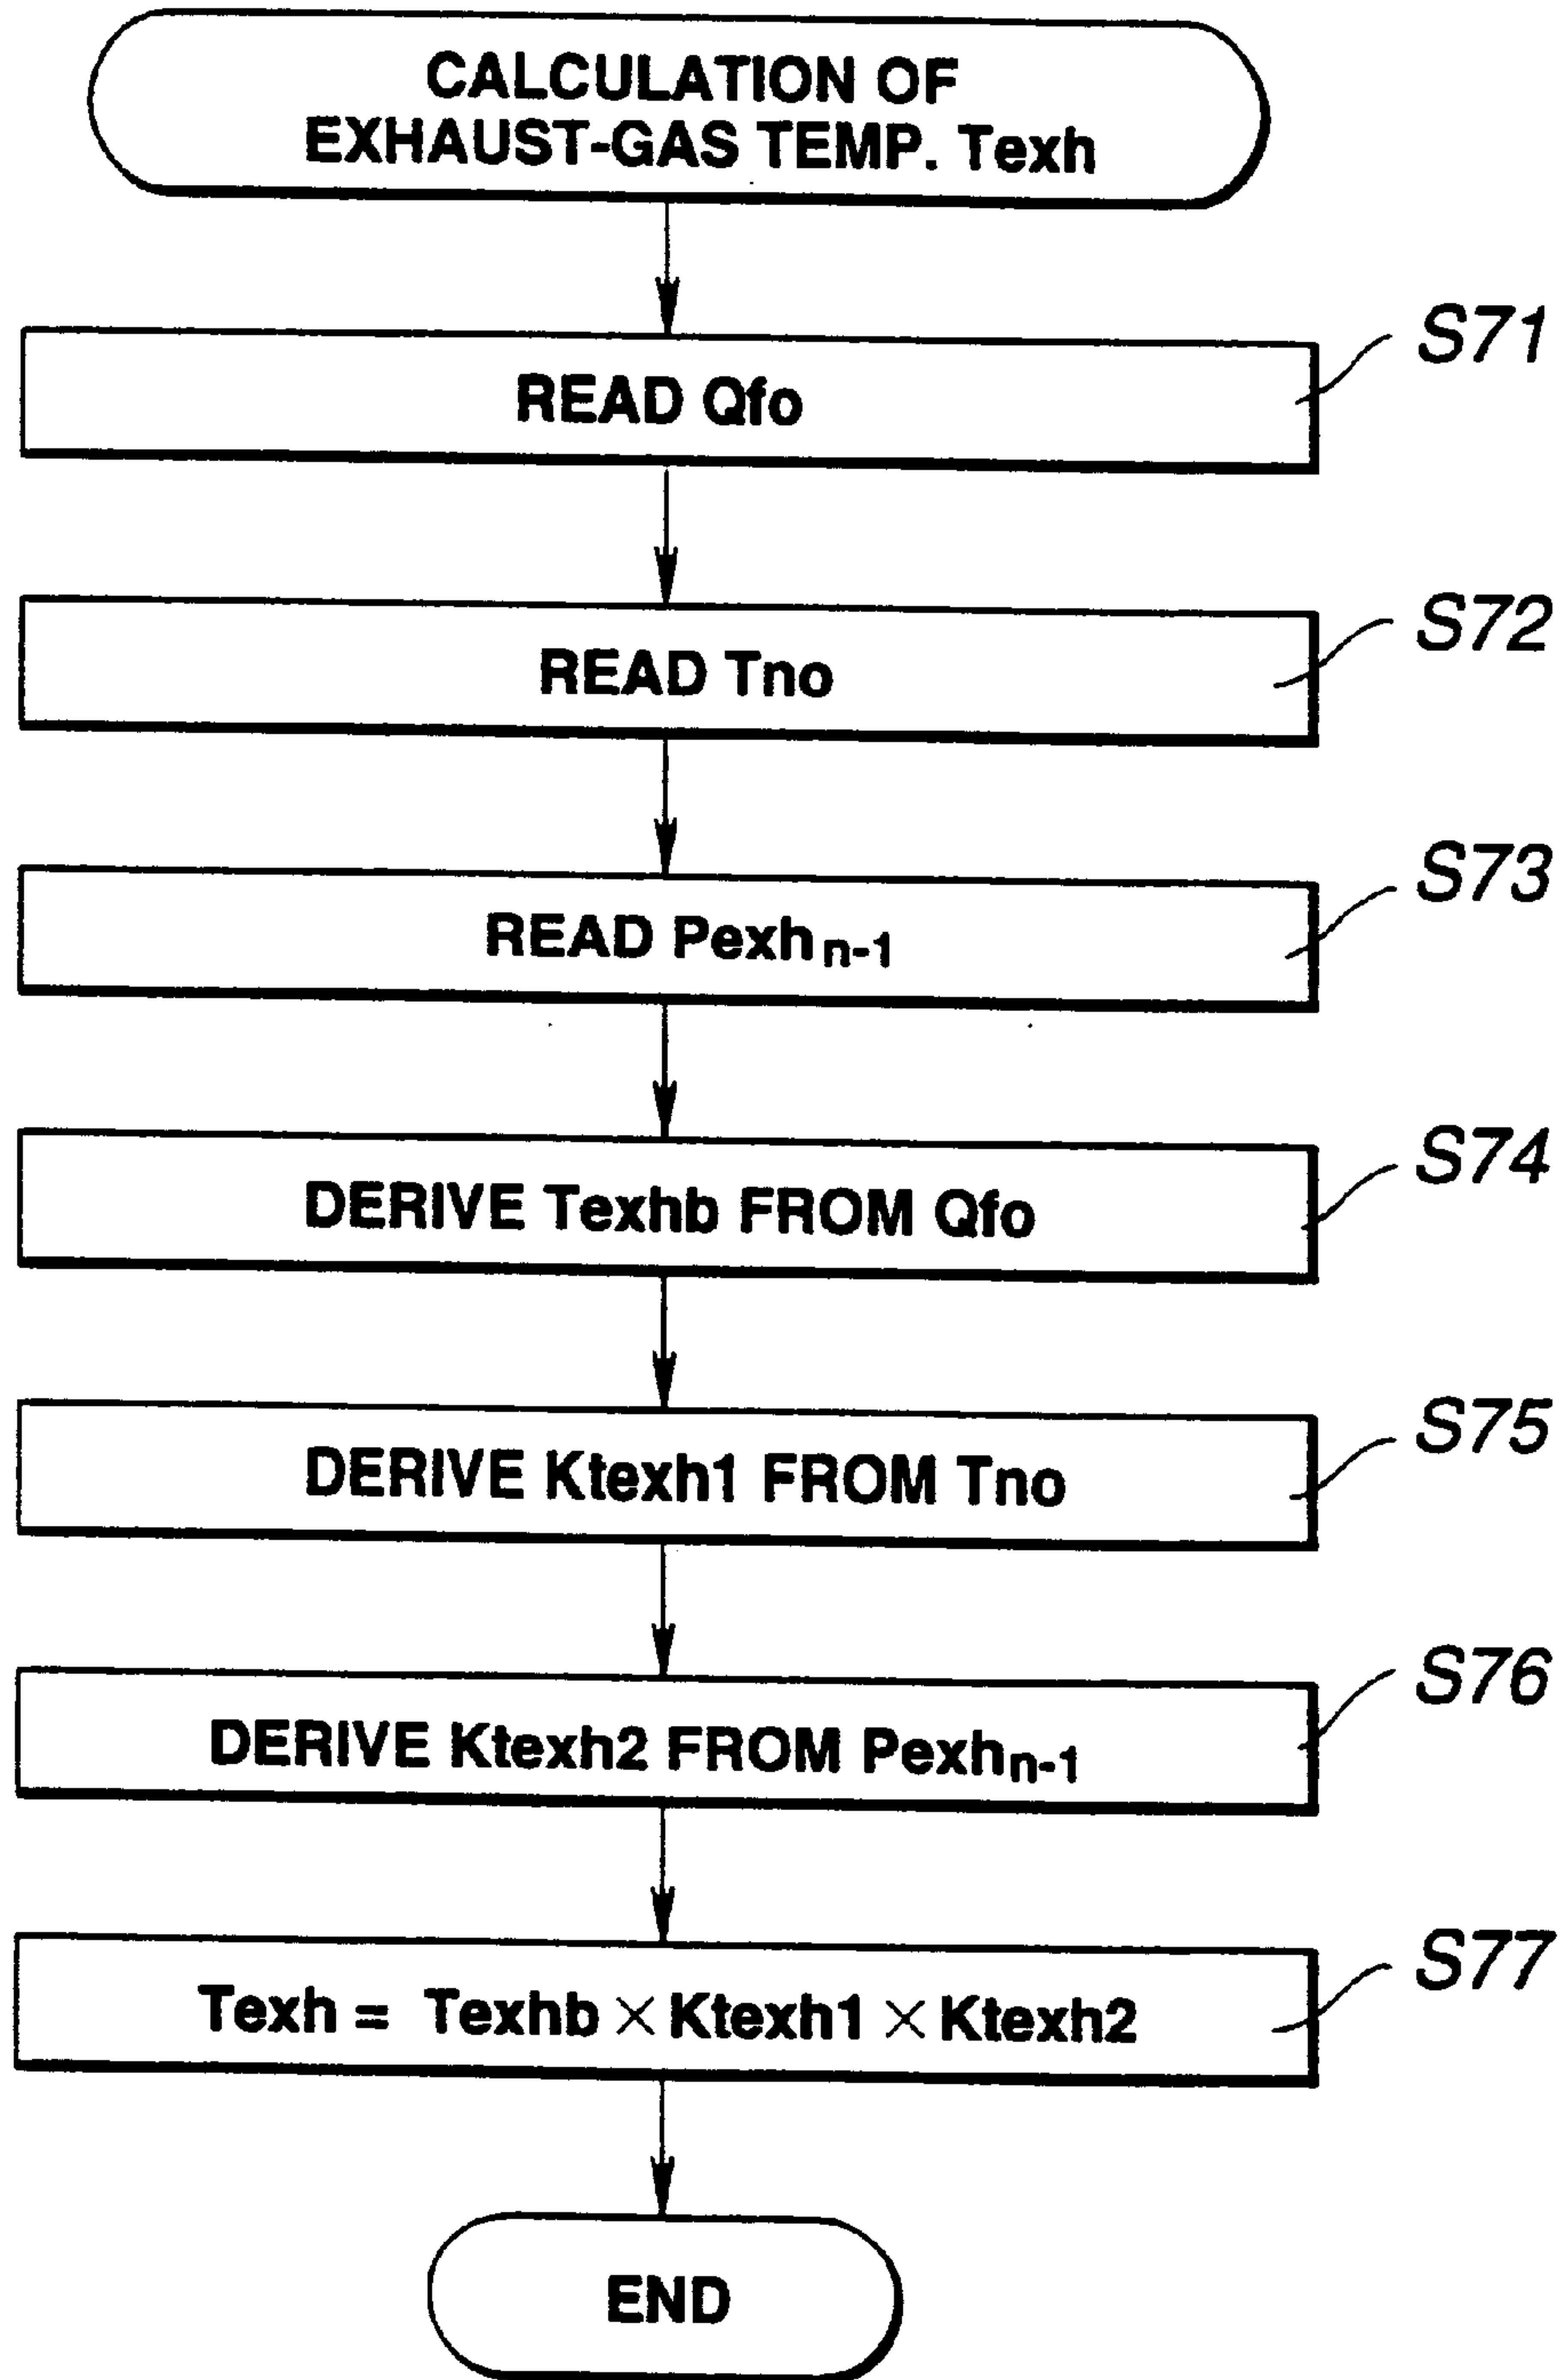 CALCULATION OF
EXHAUST-GAS TEMP. Texh
S71
READ Qfo
S72
READ Tno
S73
READ Pexhn-1
S74
DERIVE Texhb FROM Qfo
S75
DERIVE Ktexh1 FROM Tno
S76
DERIVE Ktexh2 FROM Pexhn-1
S77
Texh = Texhb × Ktexh1 × Ktexh2
END